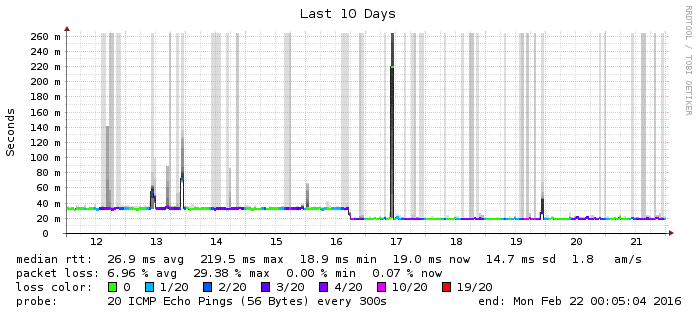 Last 10 Days
RRDTOOL / TOBI OETIKER
Seconds
260 m
240 m
220 m
200 m
180 m
160 m
140 m
120 m
100 m
80 m
60 m
40 m
20 m
0
12 13 14 15 16 17 18 19 20 21
median rtt: 26.9 ms avg 219.5 ms max 18.9 ms min 19.0 ms now 14.7 ms sd 1.8 am/s
packet loss: 6.96 % avg 29.38 % max 0.00 % min 0.07 % now
loss color: 0 1/20 2/20 3/20 4/20 10/20 19/20
probe: 20 ICMP Echo Pings (56 Bytes) every 300s end: Mon Feb 22 00:05:04 2016